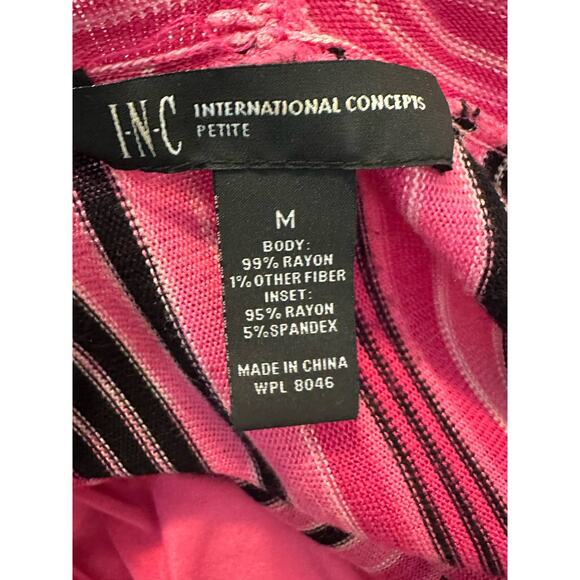 I·N·C INTERNATIONAL CONCEPTS
PETITE
M
BODY:
99% RAYON
1% OTHER FIBER
INSET:
95% RAYON
5% SPANDEX
MADE IN CHINA
WPL 8046